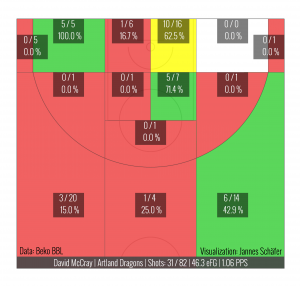 5 / 5
100.0 %
1 / 6
16.7 %
10 / 16
62.5 %
0 / 0
0.0 %
0 / 5
0.0 %
0 / 1
0.0 %
0 / 1
0.0 %
0 / 1
0.0 %
5 / 7
71.4 %
0 / 1
0.0 %
0 / 1
0.0 %
3 / 20
15.0 %
1 / 4
25.0 %
6 / 14
42.9 %
Data: Beko BBL
Visualization: Jannes Schäfer
David McCray | Artland Dragons | Shots: 31 / 82 | 46.3 eFG | 1.06 PPS